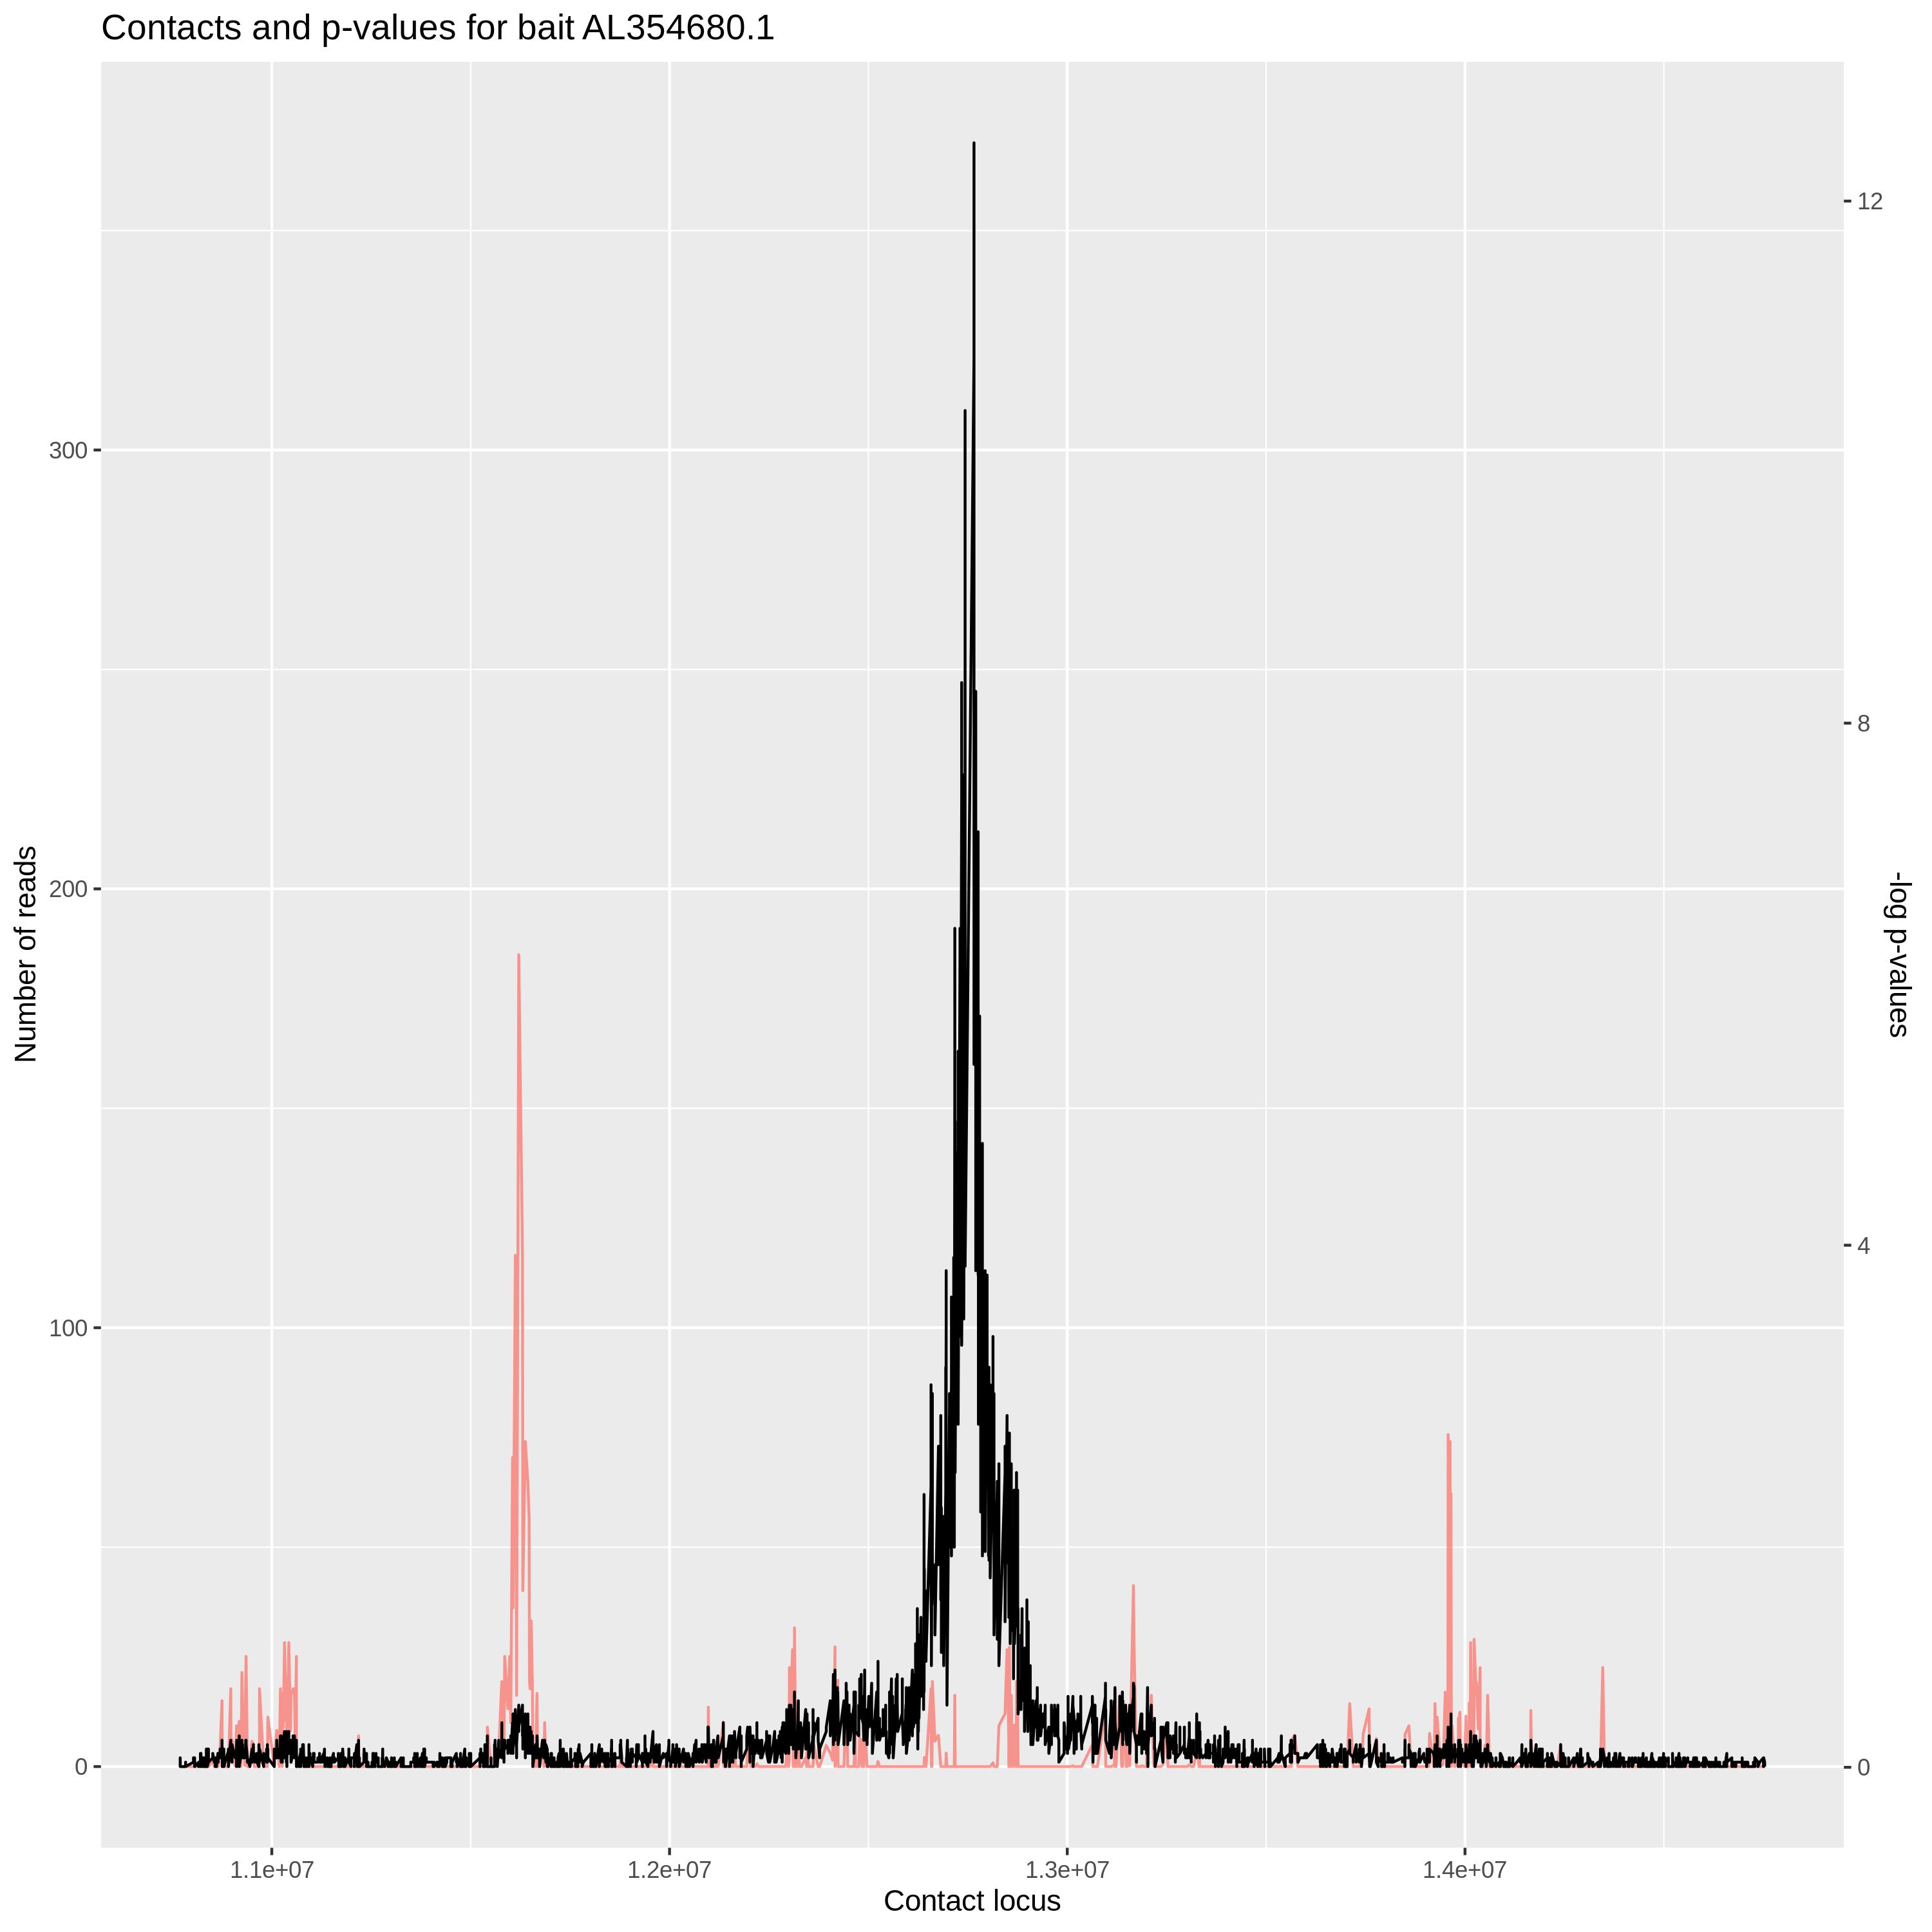 Contacts and p-values for bait AL354680.1
Number of reads
300
200
100
0
12
8
4
0
-log p-values
1.1e+07 1.2e+07 1.3e+07 1.4e+07
Contact locus